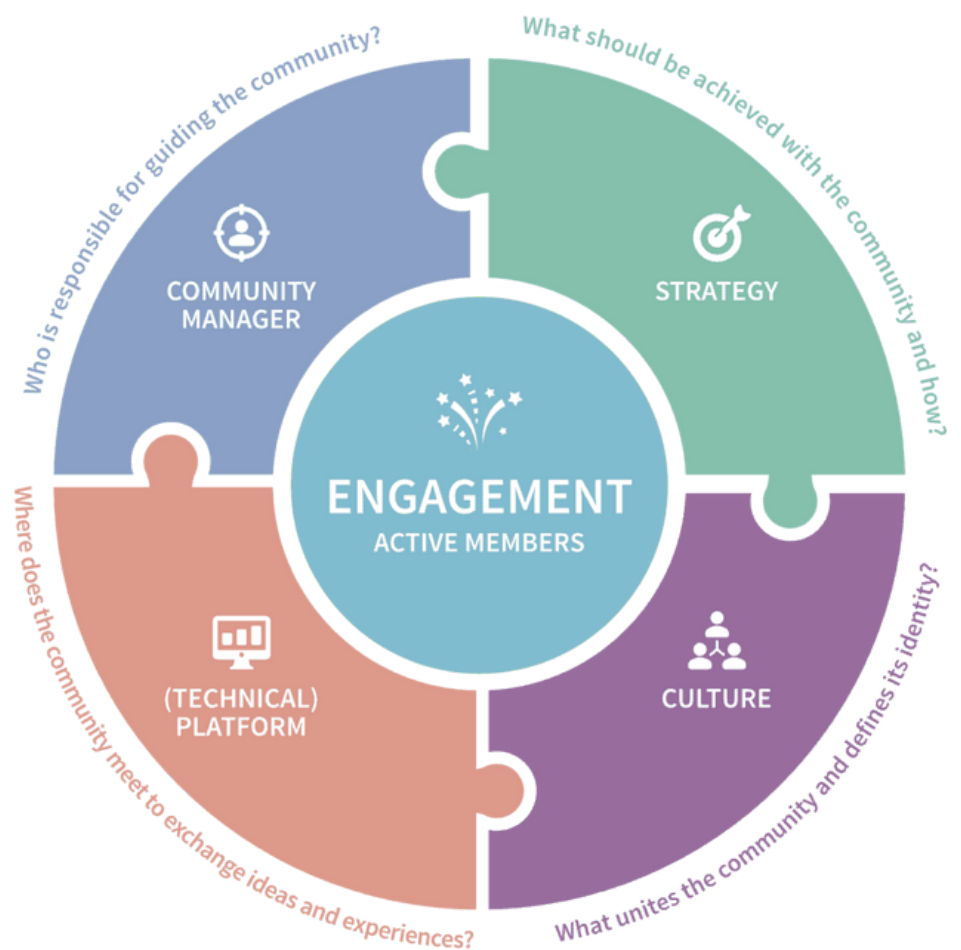 Who is responsible for guiding the community?
What should be achieved with the community and how?
COMMUNITY
MANAGER
STRATEGY
ENGAGEMENT
ACTIVE MEMBERS
(TECHNICAL)
PLATFORM
CULTURE
Where does the community meet to exchange ideas and experiences?
What unites the community and defines its identity?